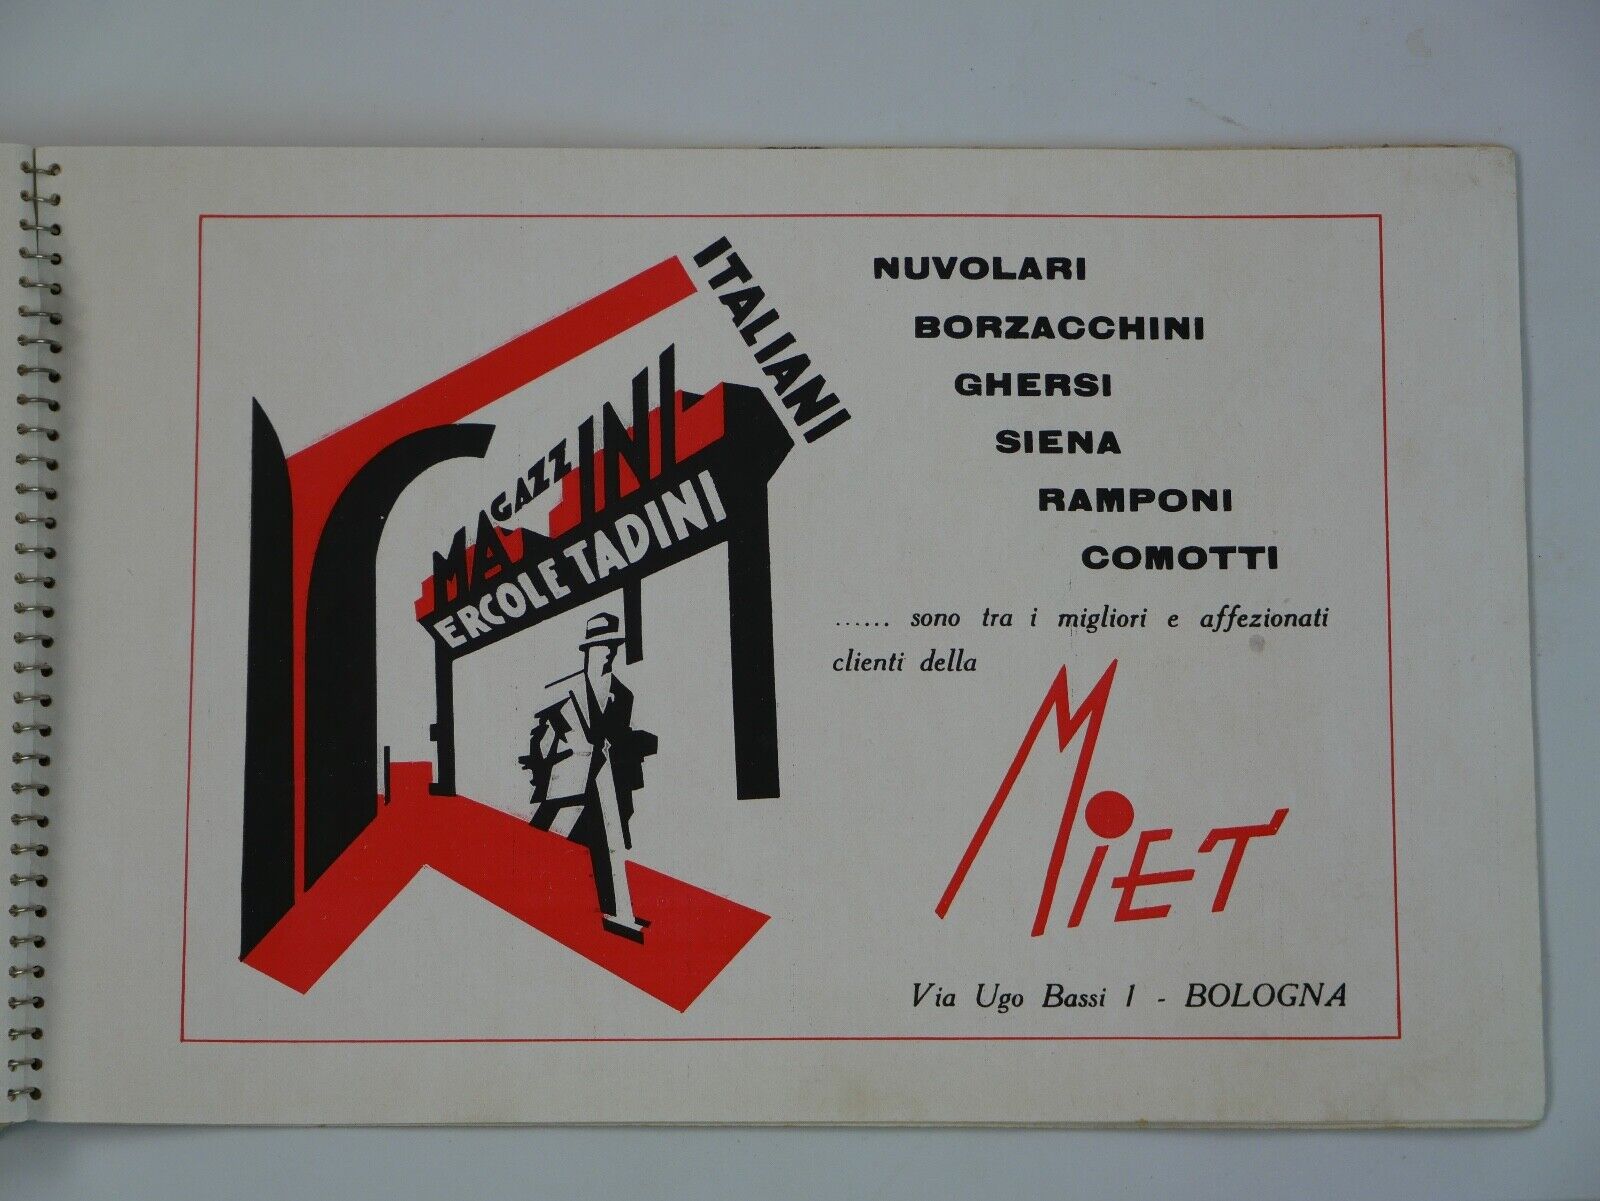 ITALIANI
MAGAZZINI
ERCOLE TADINI
NUVOLARI
BORZACCHINI
GHERSI
SIENA
RAMPONI
COMOTTI
...... sono tra i migliori e affezionati
clienti della
MiET
Via Ugo Bassi 1 - BOLOGNA